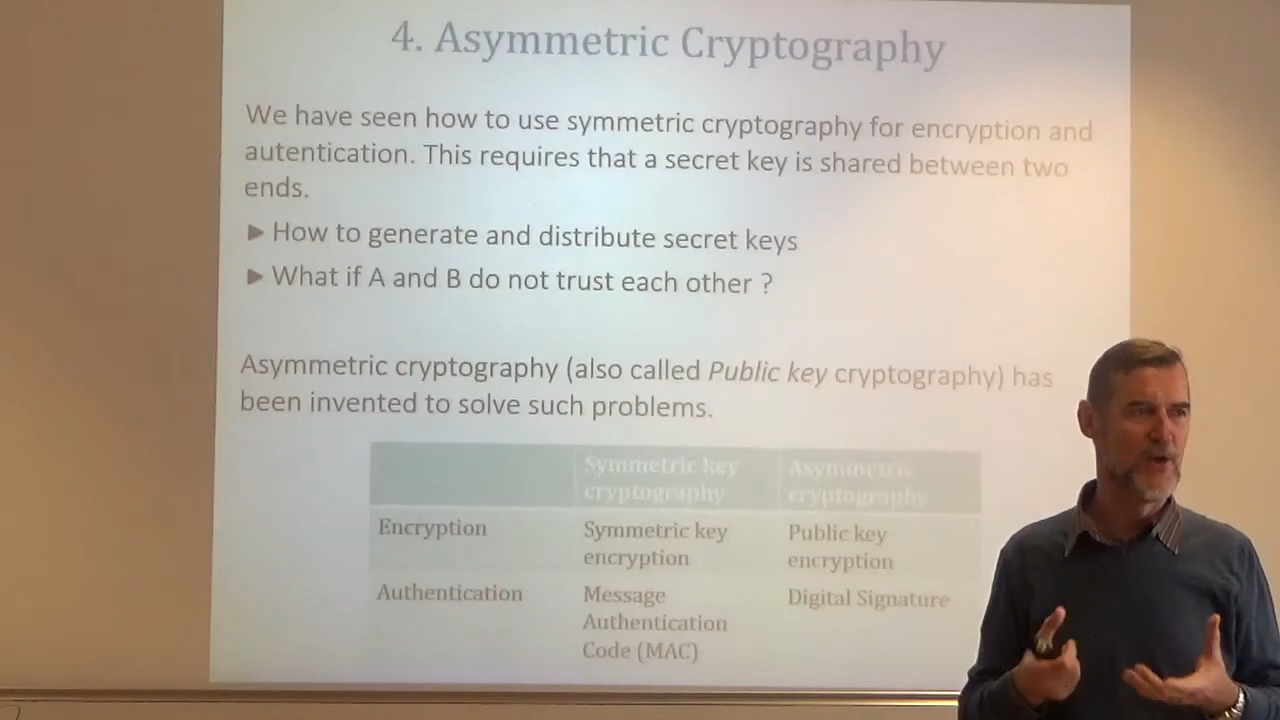 4. Asymmetric Cryptography
We have seen how to use symmetric cryptography for encryption and
autentication. This requires that a secret key is shared between two
ends.
How to generate and distribute secret keys
What if A and B do not trust each other ?
Asymmetric cryptography (also called Public key cryptography) has
been invented to solve such problems.
Symmetric key cryptography
Asymmetric cryptography
Encryption
Symmetric key encryption
Public key encryption
Authentication
Message Authentication Code (MAC)
Digital Signature